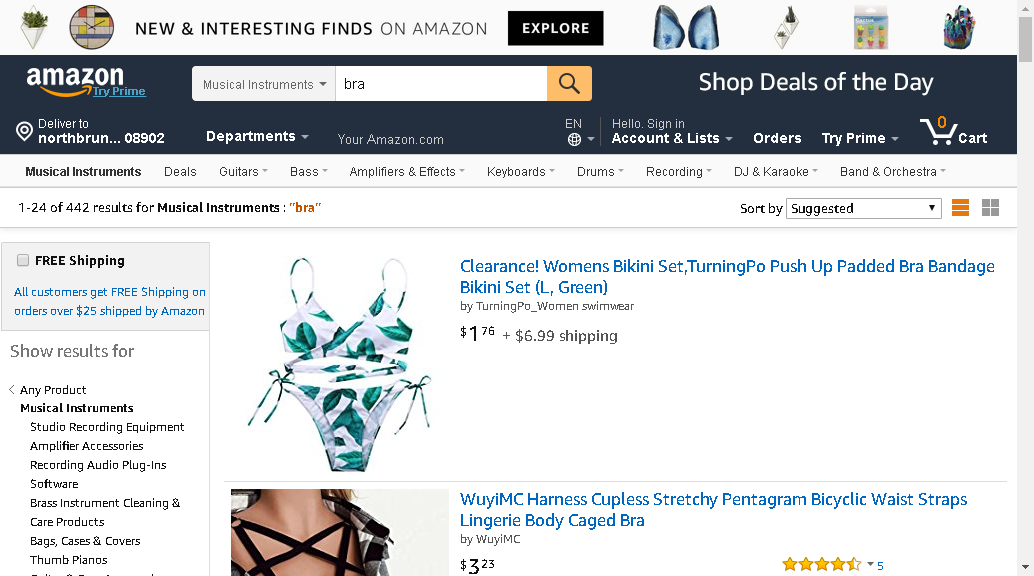 NEW & INTERESTING FINDS ON AMAZON EXPLORE
Cactus
amazon
Try Prime
Musical Instruments bra
Shop Deals of the Day
Deliver to
northbrun... 08902
Departments
Your Amazon.com
EN
Hello. Sign in
Account & Lists
Orders
Try Prime
0
Cart
Musical Instruments Deals Guitars Bass Amplifiers & Effects Keyboards Drums Recording DJ & Karaoke Band & Orchestra
1-24 of 442 results for Musical Instruments : "bra"
Sort by Suggested
FREE Shipping
All customers get FREE Shipping on
orders over $25 shipped by Amazon
Show results for
Any Product
Musical Instruments
Studio Recording Equipment
Amplifier Accessories
Recording Audio Plug-Ins
Software
Brass Instrument Cleaning &
Care Products
Bags, Cases & Covers
Thumb Pianos
Clearance! Womens Bikini Set,TurningPo Push Up Padded Bra Bandage
Bikini Set (L, Green)
by TurningPo_Women swimwear
$1 76 + $6.99 shipping
WuyiMC Harness Cupless Stretchy Pentagram Bicyclic Waist Straps
Lingerie Body Caged Bra
by WuyiMC
$3 23
5